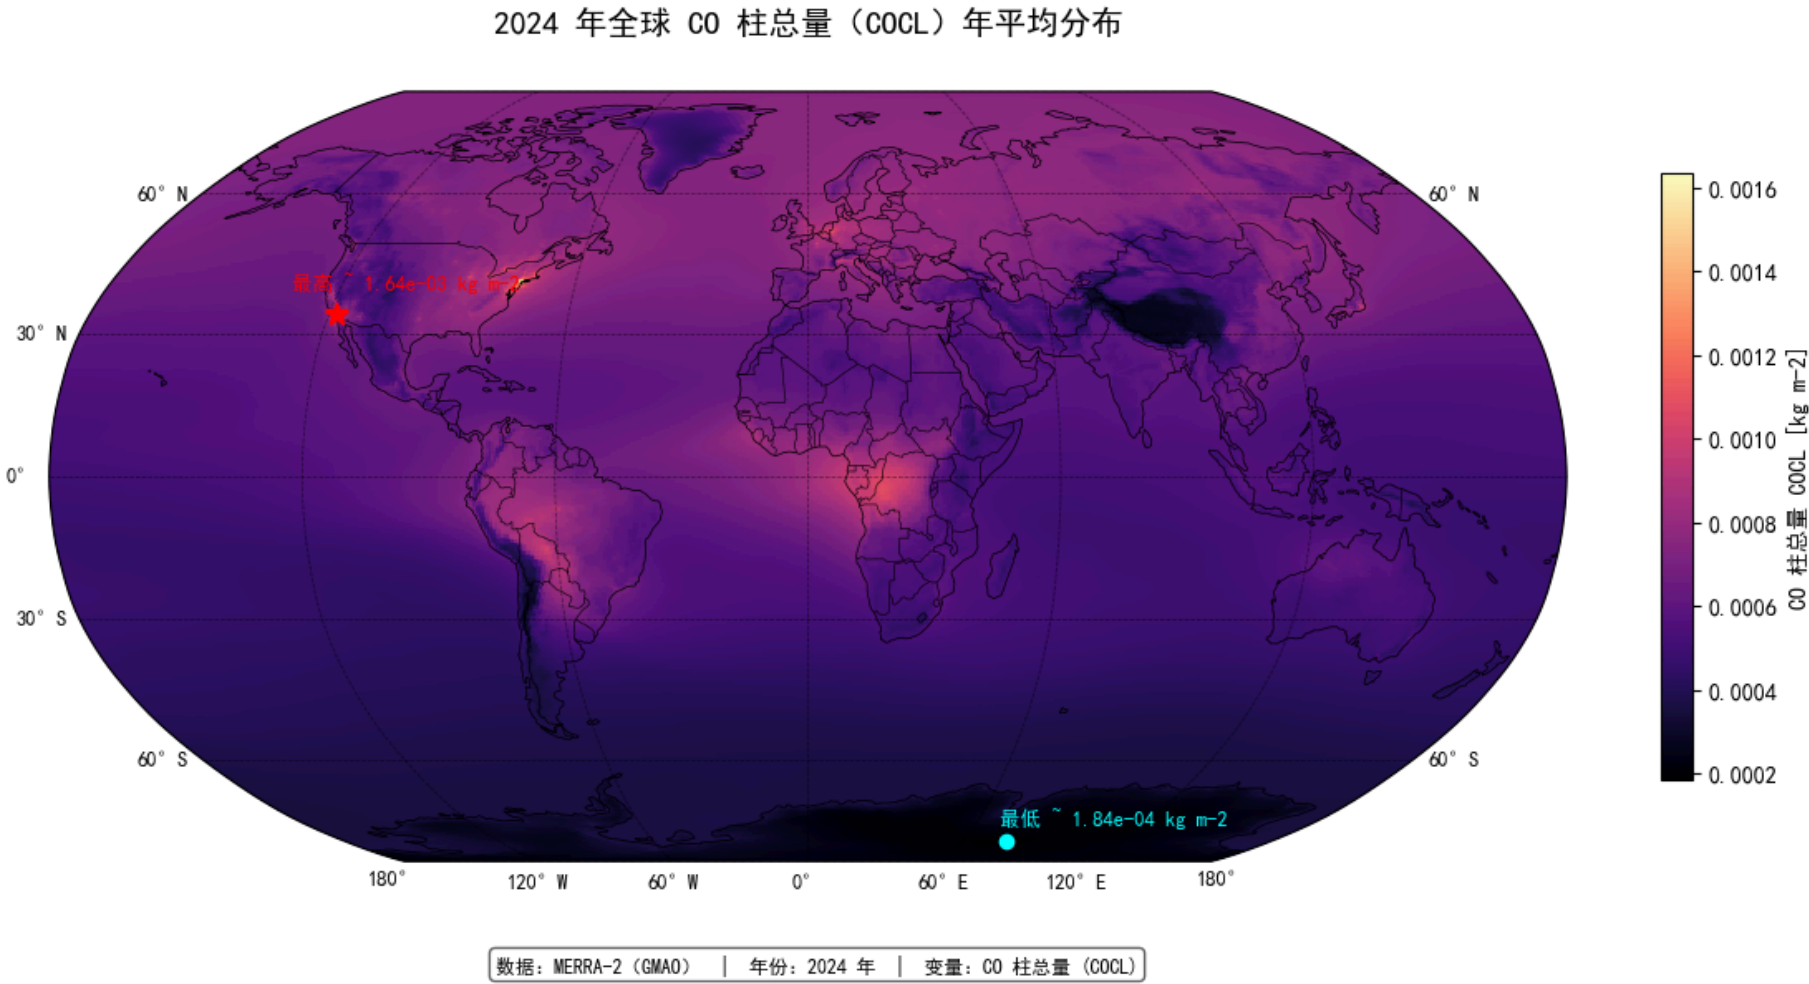 2024 年全球 CO 柱总量（COCL）年平均分布
60° N
60° N
最高 ~ 1.64e-03 kg m-2
30° N
0°
30° S
60° S
60° S
最低 ~ 1.84e-04 kg m-2
180°
120° W
60° W
0°
60° E
120° E
180°
0.0016
0.0014
0.0012
0.0010
0.0008
0.0006
0.0004
0.0002
CO 柱总量 COCL [kg m-2]
数据：MERRA-2（GMAO） | 年份：2024 年 | 变量：CO 柱总量 (COCL)